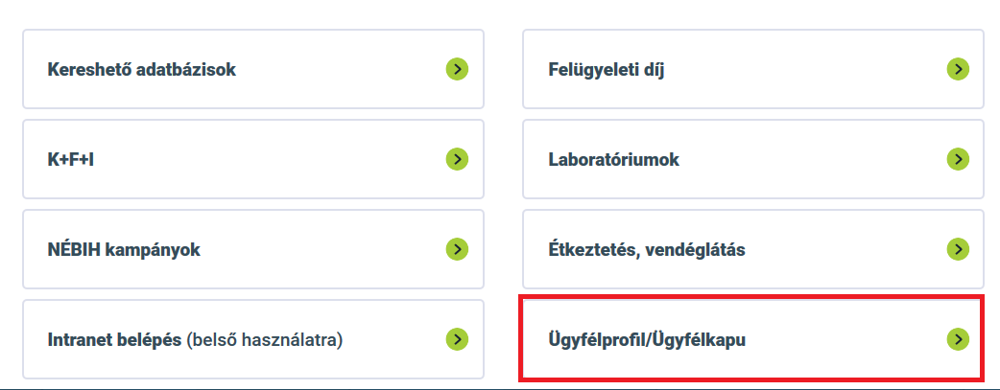 Kereshető adatbázisok
Felügyeleti díj
K+F+I
Laboratóriumok
NÉBIH kampányok
Étkeztetés, vendéglátás
Intranet belépés (belső használatra)
Ügyfélprofil/Ügyfélkapu